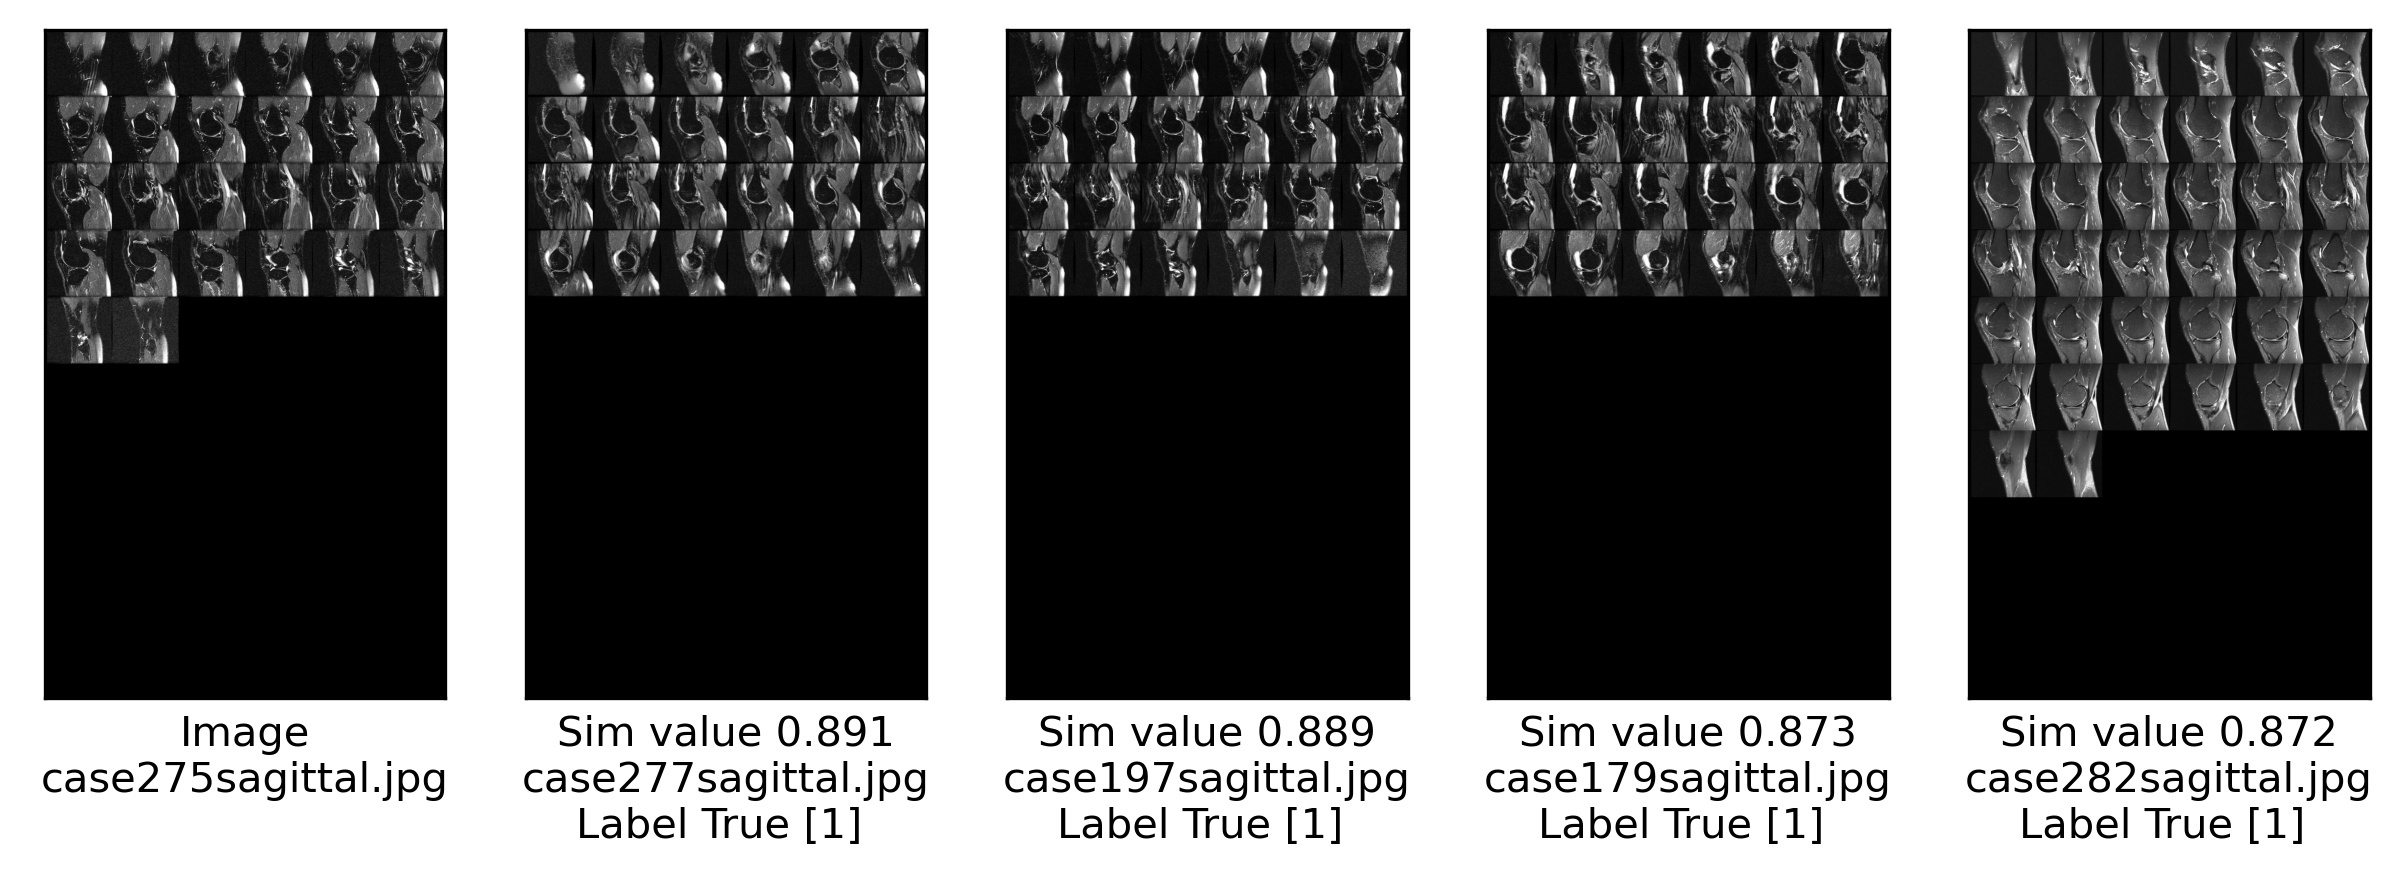 Image
case275sagittal.jpg
Sim value 0.891
case277sagittal.jpg
Label True [1]
Sim value 0.889
case197sagittal.jpg
Label True [1]
Sim value 0.873
case179sagittal.jpg
Label True [1]
Sim value 0.872
case282sagittal.jpg
Label True [1]